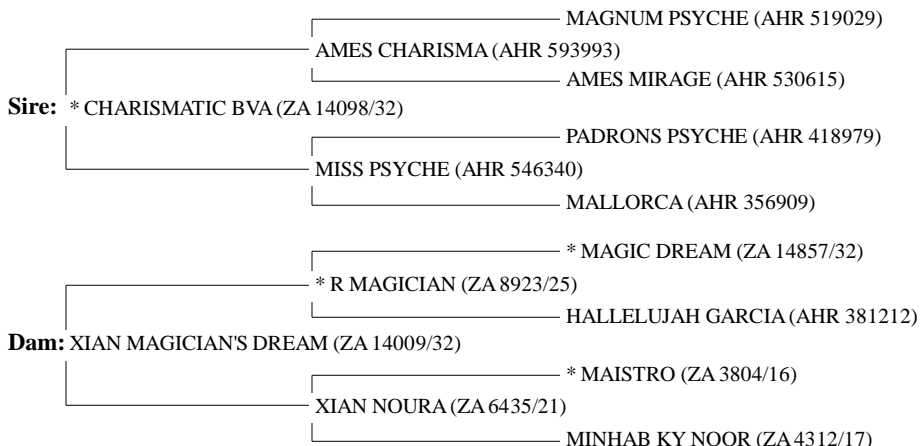 MAGNUM PSYCHE (AHR 519029)
AMES CHARISMA (AHR 593993)
AMES MIRAGE (AHR 530615)
Sire: * CHARISMATIC BVA (ZA 14098/32)
PADRONS PSYCHE (AHR 418979)
MISS PSYCHE (AHR 546340)
MALLORCA (AHR 356909)
* MAGIC DREAM (ZA 14857/32)
* R MAGICIAN (ZA 8923/25)
HALLELUJAH GARCIA (AHR 381212)
Dam: XIAN MAGICIAN'S DREAM (ZA 14009/32)
* MAISTRO (ZA 3804/16)
XIAN NOURA (ZA 6435/21)
MINHAB KY NOOR (ZA 4312/17)